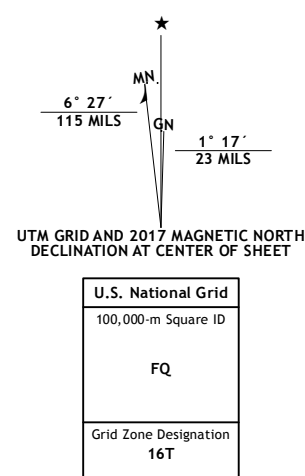 ★
MN.
6° 27´
115 MILS
GN
1° 17´
23 MILS
UTM GRID AND 2017 MAGNETIC NORTH
DECLINATION AT CENTER OF SHEET
U.S. National Grid
100,000-m Square ID
FQ
Grid Zone Designation
16T